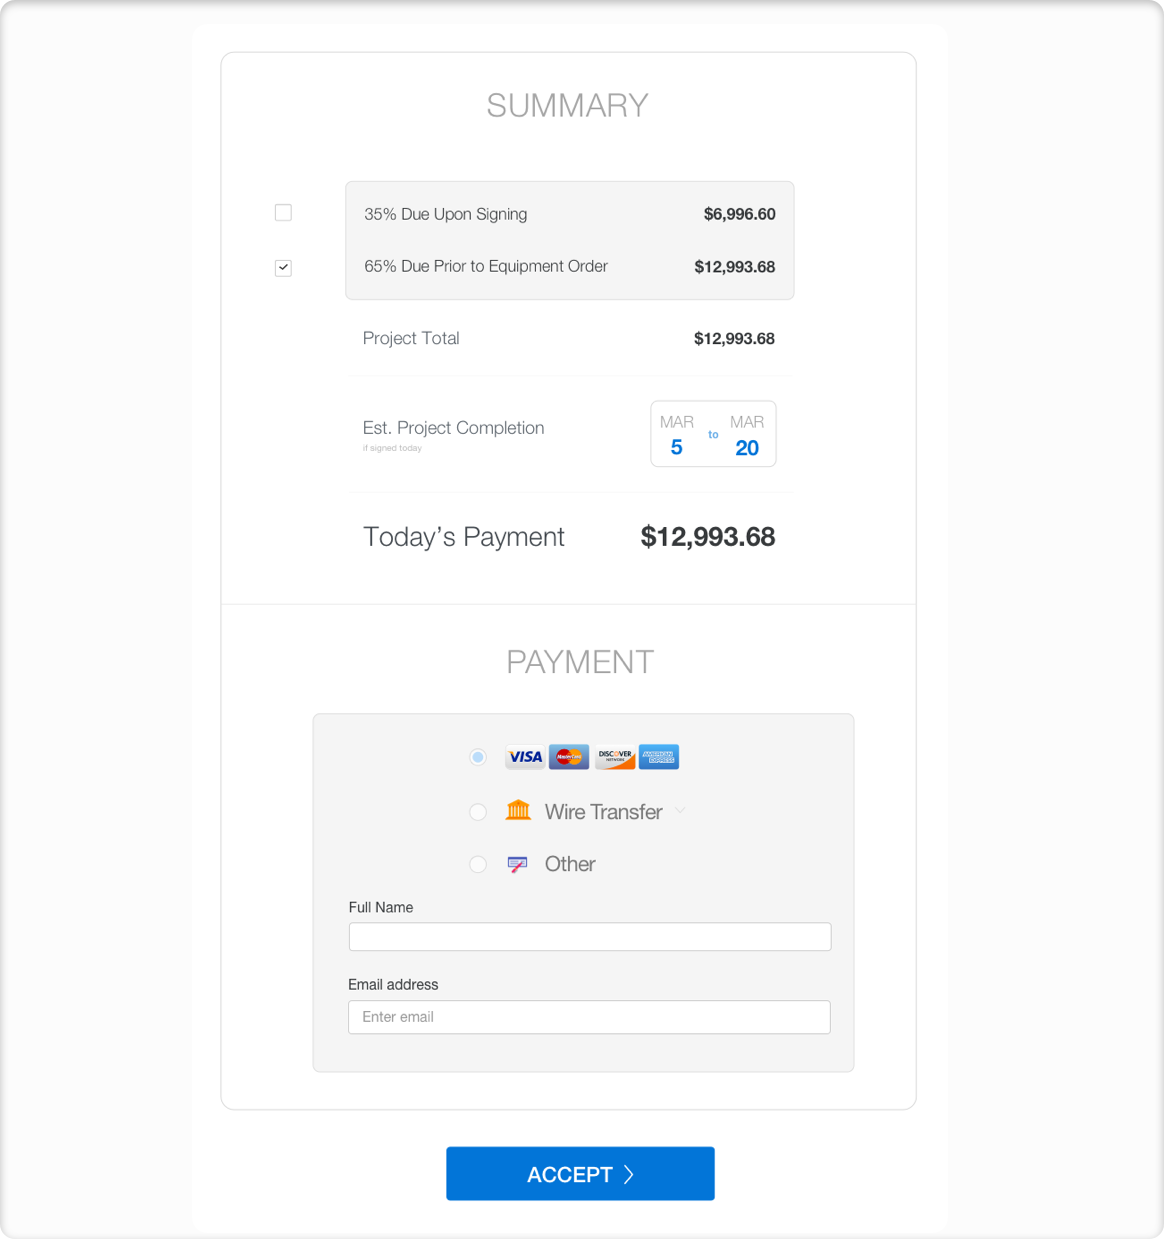 SUMMARY
35% Due Upon Signing $6,996.60
65% Due Prior to Equipment Order $12,993.68
Project Total $12,993.68
Est. Project Completion
if signed today
MAR to MAR
5 20
Today’s Payment $12,993.68
PAYMENT
VISA MasterCard DISCOVER NETWORK AMERICAN EXPRESS
Wire Transfer
Other
Full Name
Email address
Enter email
ACCEPT